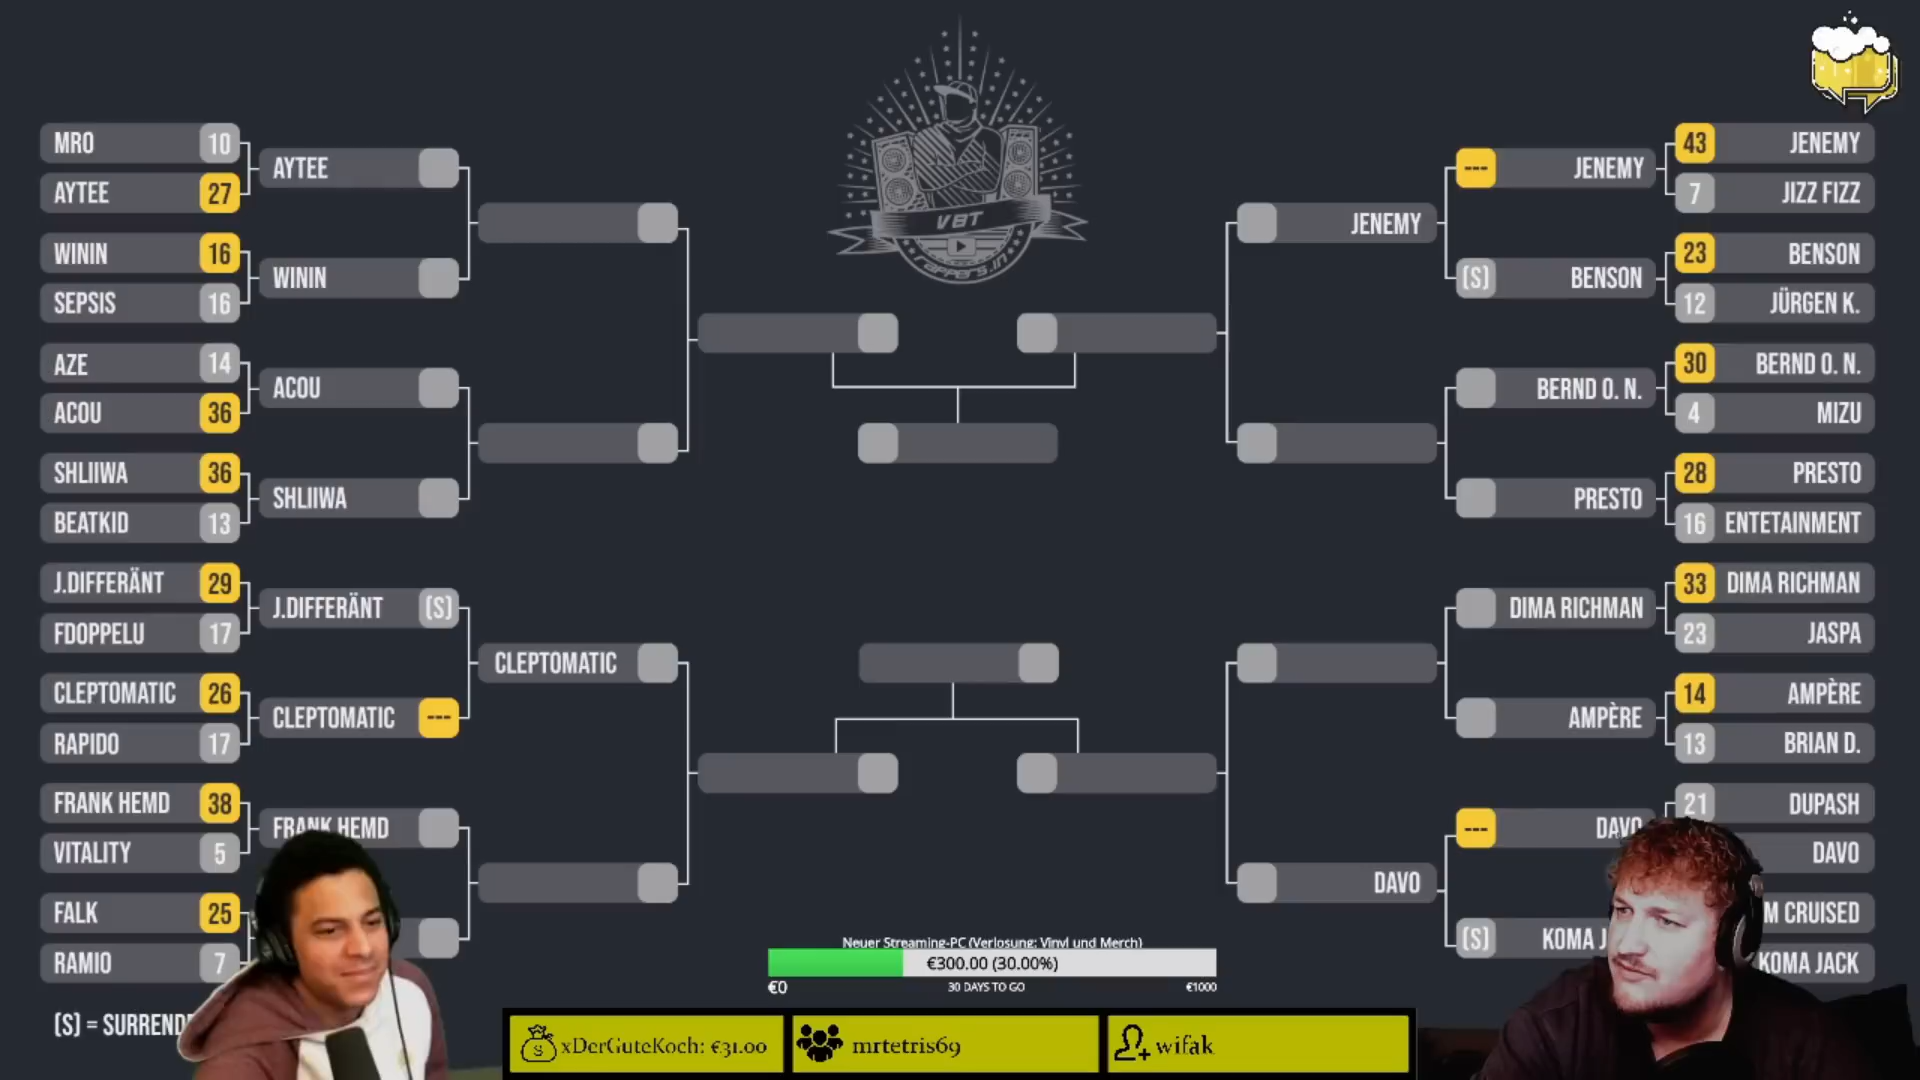 MRO 10
AYTEE 27
WININ 16
SEPSIS 16
AZE 14
ACOU 36
SHLIIWA 36
BEATKID 13
J.DIFFERÄNT 29
FDOPPELU 17
CLEPTOMATIC 26
RAPIDO 17
FRANK HEMD 38
VITALITY 5
FALK 25
RAMIO 7
(S) = SURRENDE
AYTEE
WININ
ACOU
SHLIIWA
J.DIFFERÄNT (S)
CLEPTOMATIC ---
FRANK HEMD
CLEPTOMATIC
VBT
rappers.in
JENEMY
DAVO
--- JENEMY
(S) BENSON
BERND O. N.
PRESTO
DIMA RICHMAN
AMPÈRE
--- DAVO
(S) KOMA J
43 JENEMY
7 JIZZ FIZZ
23 BENSON
12 JÜRGEN K.
30 BERND O. N.
4 MIZU
28 PRESTO
16 ENTETAINMENT
33 DIMA RICHMAN
23 JASPA
14 AMPÈRE
13 BRIAN D.
21 DUPASH
DAVO
M CRUISED
KOMA JACK
Neuer Streaming-PC (Verlosung: Vinyl und Merch)
€300.00 (30.00%)
€0 30 DAYS TO GO €1000
xDerGuteKoch: €31.00
mrtetris69
wifak